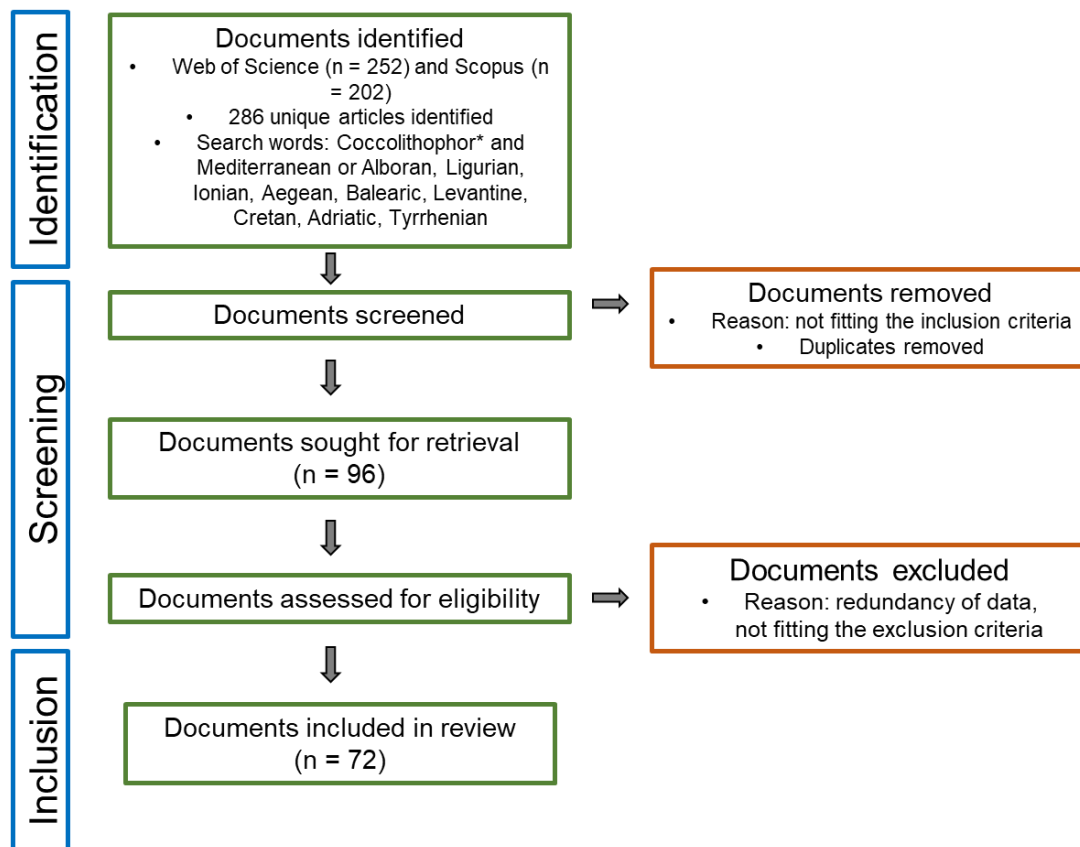 Identification
Documents identified
• Web of Science (n = 252) and Scopus (n
= 202)
• 286 unique articles identified
• Search words: Coccolithophor* and
Mediterranean or Alboran, Ligurian,
Ionian, Aegean, Balearic, Levantine,
Cretan, Adriatic, Tyrrhenian
Screening
Documents screened
Documents removed
• Reason: not fitting the inclusion criteria
• Duplicates removed
Documents sought for retrieval
(n = 96)
Documents assessed for eligibility
Documents excluded
• Reason: redundancy of data,
not fitting the exclusion criteria
Inclusion
Documents included in review
(n = 72)